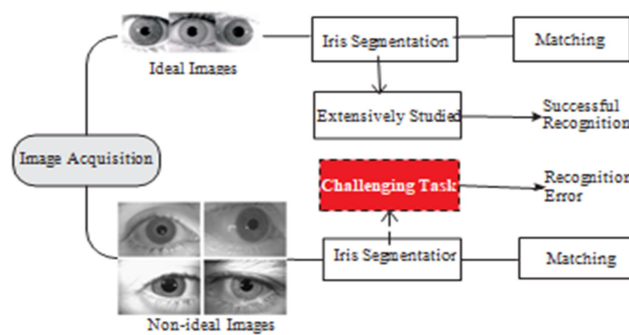 Iris Segmentation
Matching
Ideal Images
Extensively Studied
Successful
Recognition
Image Acquisition
Challenging Task
Recognition
Error
Iris Segmentation
Matching
Non-ideal Images